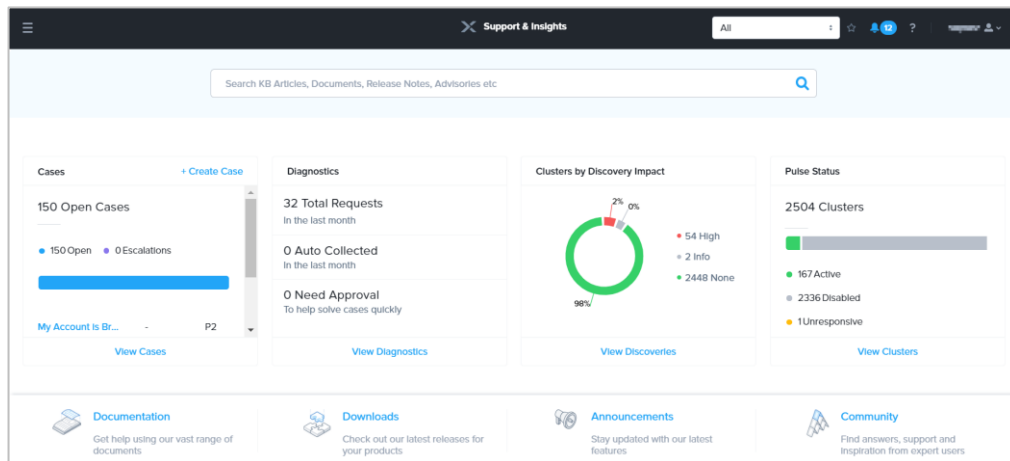 Support & Insights
All
12
?
Search KB Articles, Documents, Release Notes, Advisories etc
Cases
+ Create Case
150 Open Cases
150 Open 0 Escalations
My Account is Br... - P2
View Cases
Diagnostics
32 Total Requests
In the last month
0 Auto Collected
In the last month
0 Need Approval
To help solve cases quickly
View Diagnostics
Clusters by Discovery Impact
2% 0%
98%
54 High
2 Info
2448 None
View Discoveries
Pulse Status
2504 Clusters
167 Active
2336 Disabled
1 Unresponsive
View Clusters
Documentation
Get help using our vast range of
documents
Downloads
Check out our latest releases for
your products
Announcements
Stay updated with our latest
features
Community
Find answers, support and
inspiration from expert users